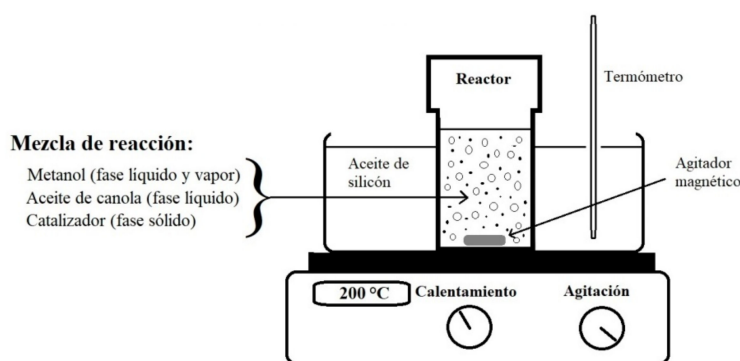 Reactor
Termómetro
Mezcla de reacción:
Metanol (fase líquido y vapor)
Aceite de canola (fase líquido)
Catalizador (fase sólido)
Aceite de
silicón
Agitador
magnético
200 °C
Calentamiento
Agitación